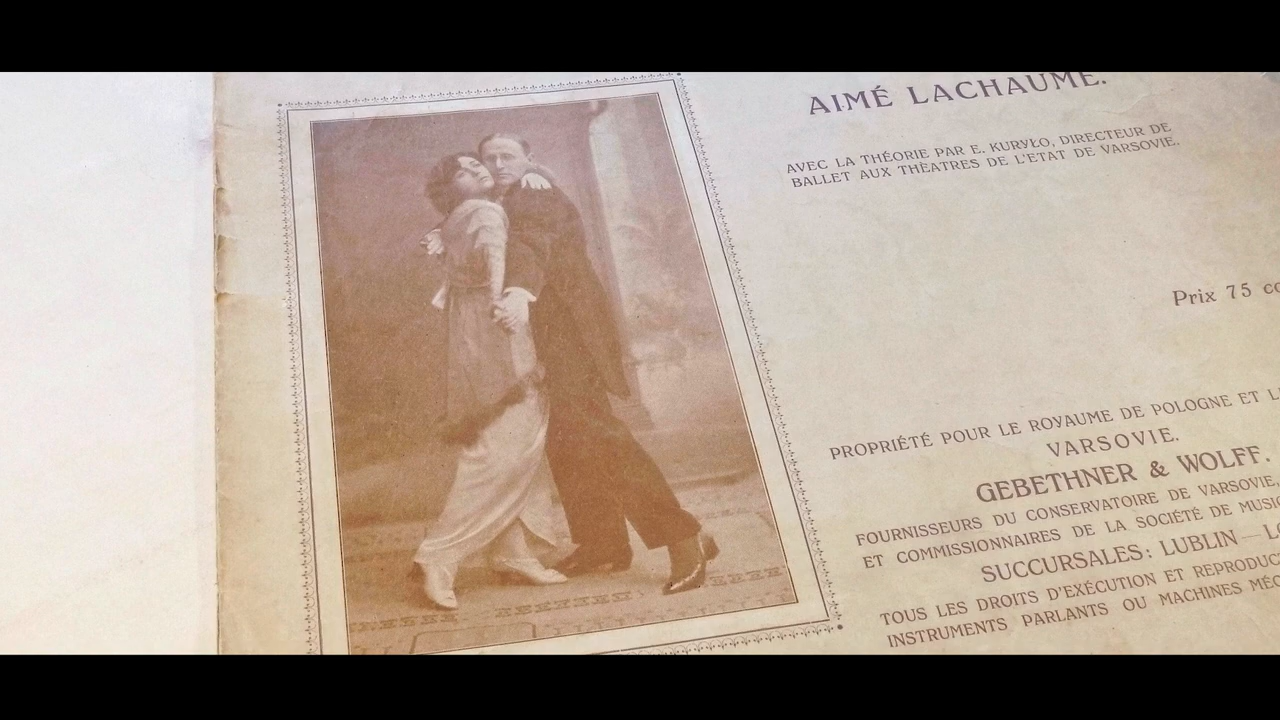 AIMÉ LACHAUME.
AVEC LA THÉORIE PAR E. KURYŁO, DIRECTEUR DE
BALLET AUX THÈATRES DE L'ETAT DE VARSOVIE.
Prix 75
PROPRIÉTÉ POUR LE ROYAUME DE POLOGNE ET
VARSOVIE.
GEBETHNER & WOLFF.
FOURNISSEURS DU CONSERVATOIRE DE VARSOVIE,
ET COMMISSIONNAIRES DE LA SOCIÉTÉ DE
SUCCURSALES: LUBLIN —
TOUS LES DROITS D'EXÉCUTION ET
INSTRUMENTS PARLANTS OU MACHINES